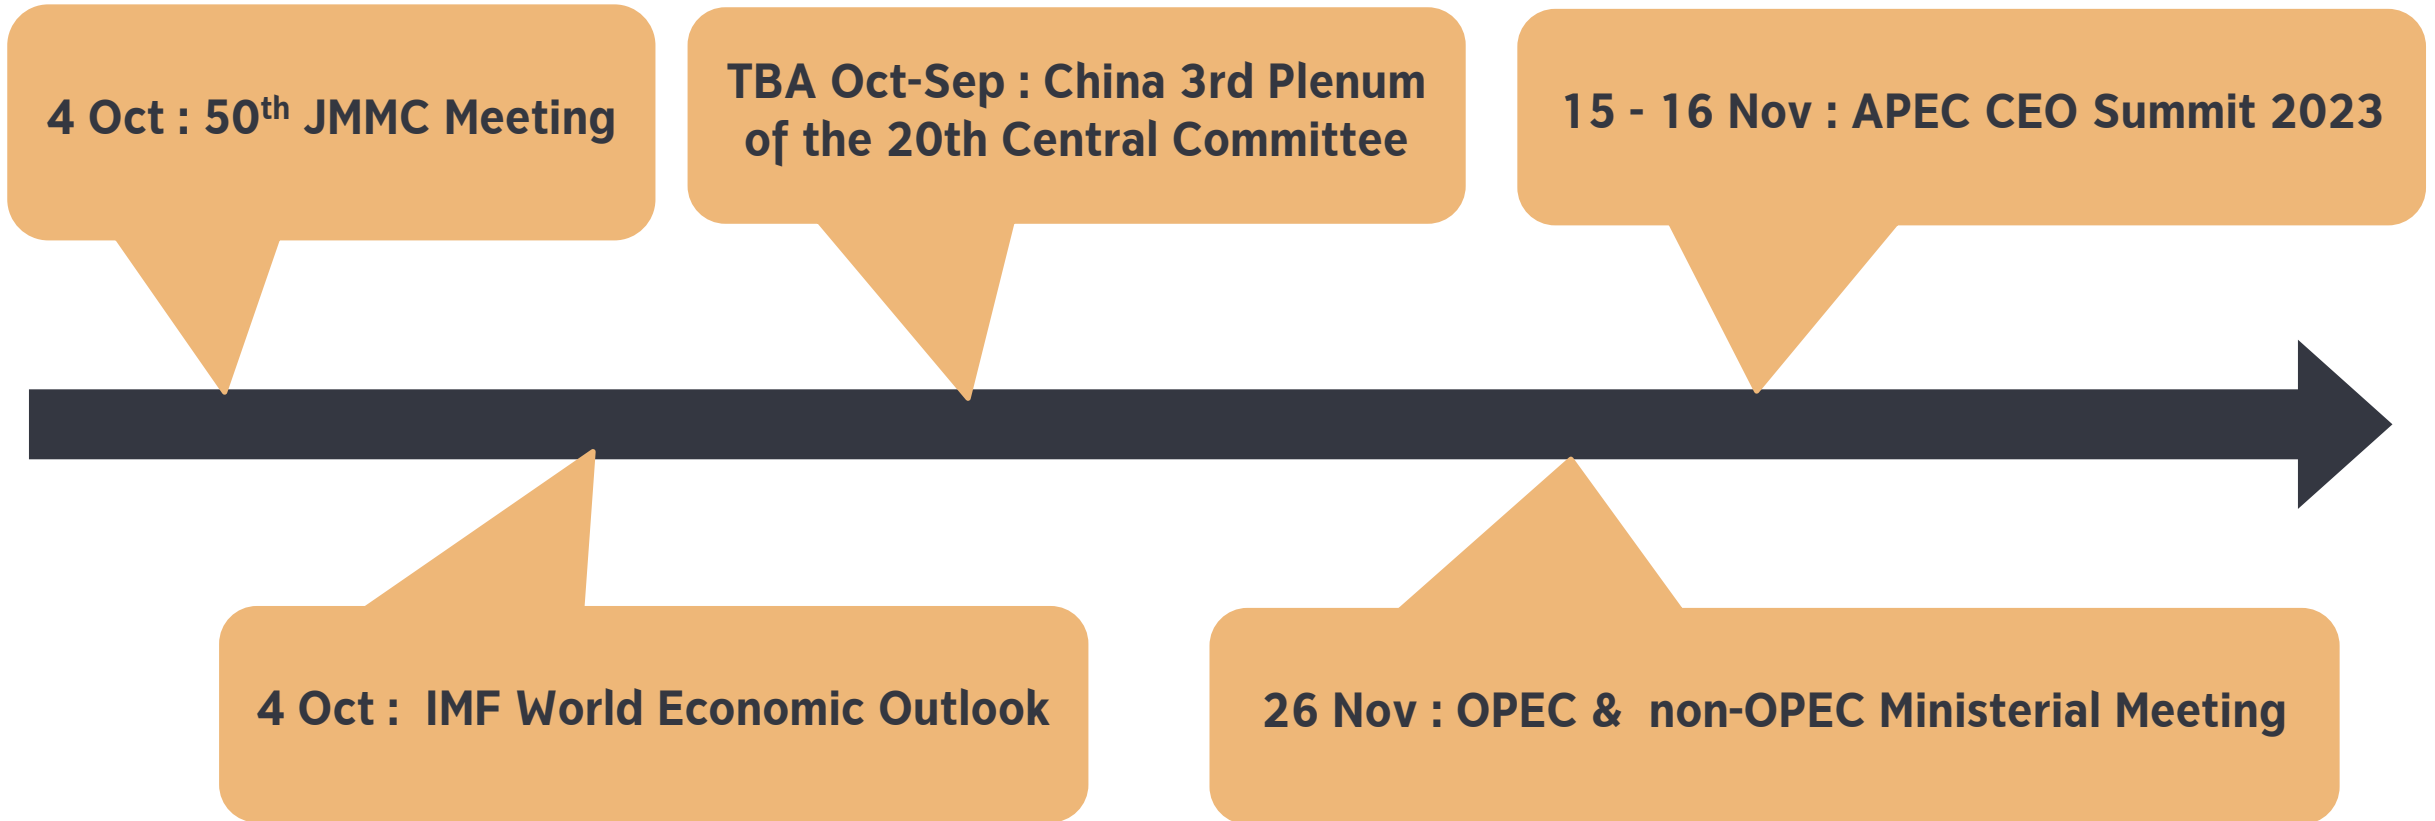 4 Oct : 50th JMMC Meeting
TBA Oct-Sep : China 3rd Plenum
of the 20th Central Committee
15 - 16 Nov : APEC CEO Summit 2023
4 Oct :  IMF World Economic Outlook
26 Nov : OPEC &  non-OPEC Ministerial Meeting